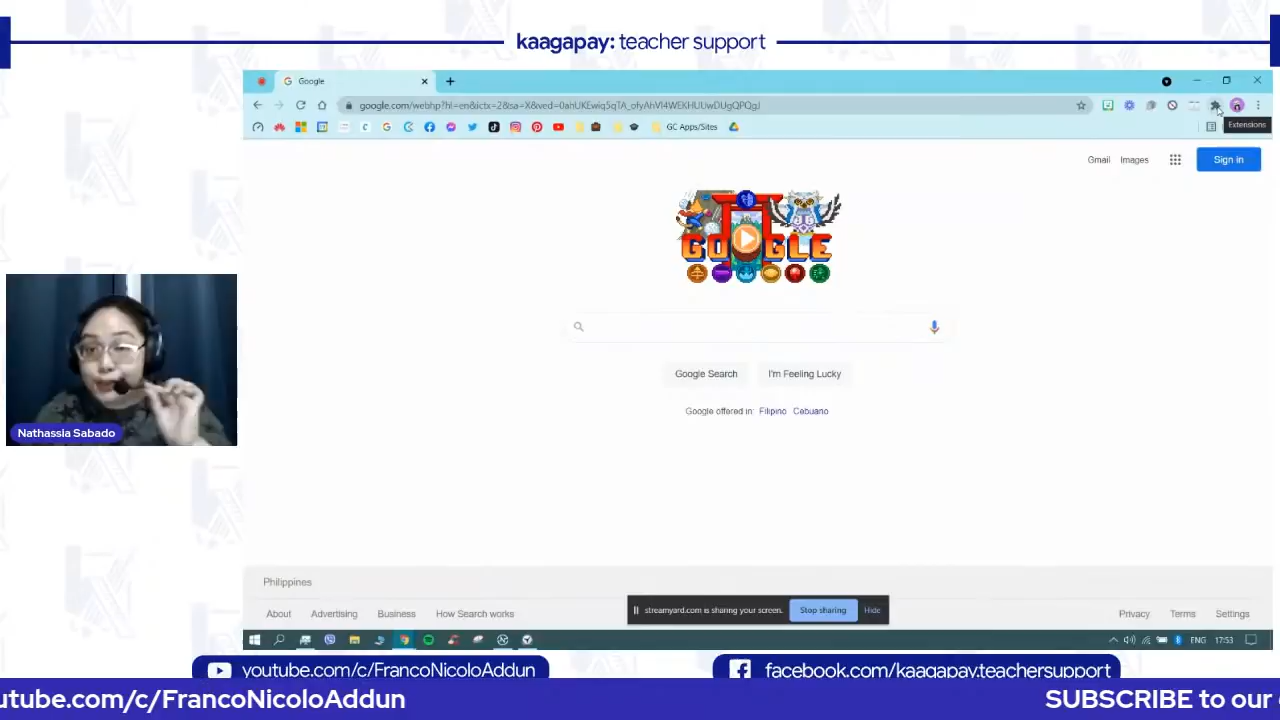 kaagapay: teacher support
Google
google.com/webhp?hl=en&ictx=2&sa=X&ved=0ahUKEwiq5qTA_ofyAhVI4WEKHUUwDUgQPQgJ
GC Apps/Sites
Extensions
Gmail Images Sign in
GOOGLE
Google Search I'm Feeling Lucky
Google offered in: Filipino Cebuano
Nathassia Sabado
Philippines
streamyard.com is sharing your screen. Stop sharing Hide
About Advertising Business How Search works Privacy Terms Settings
ENG 17:53
youtube.com/c/FrancoNicoloAddun facebook.com/kaagapay.teachersupport
utube.com/c/FrancoNicoloAddun SUBSCRIBE to our